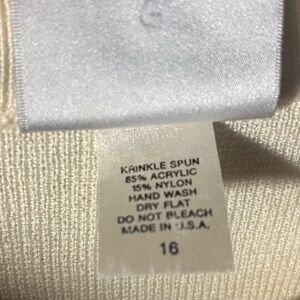 KRINKLE SPUN
85% ACRYLIC
15% NYLON
HAND WASH
DRY FLAT
DO NOT BLEACH
MADE IN U.S.A.
16